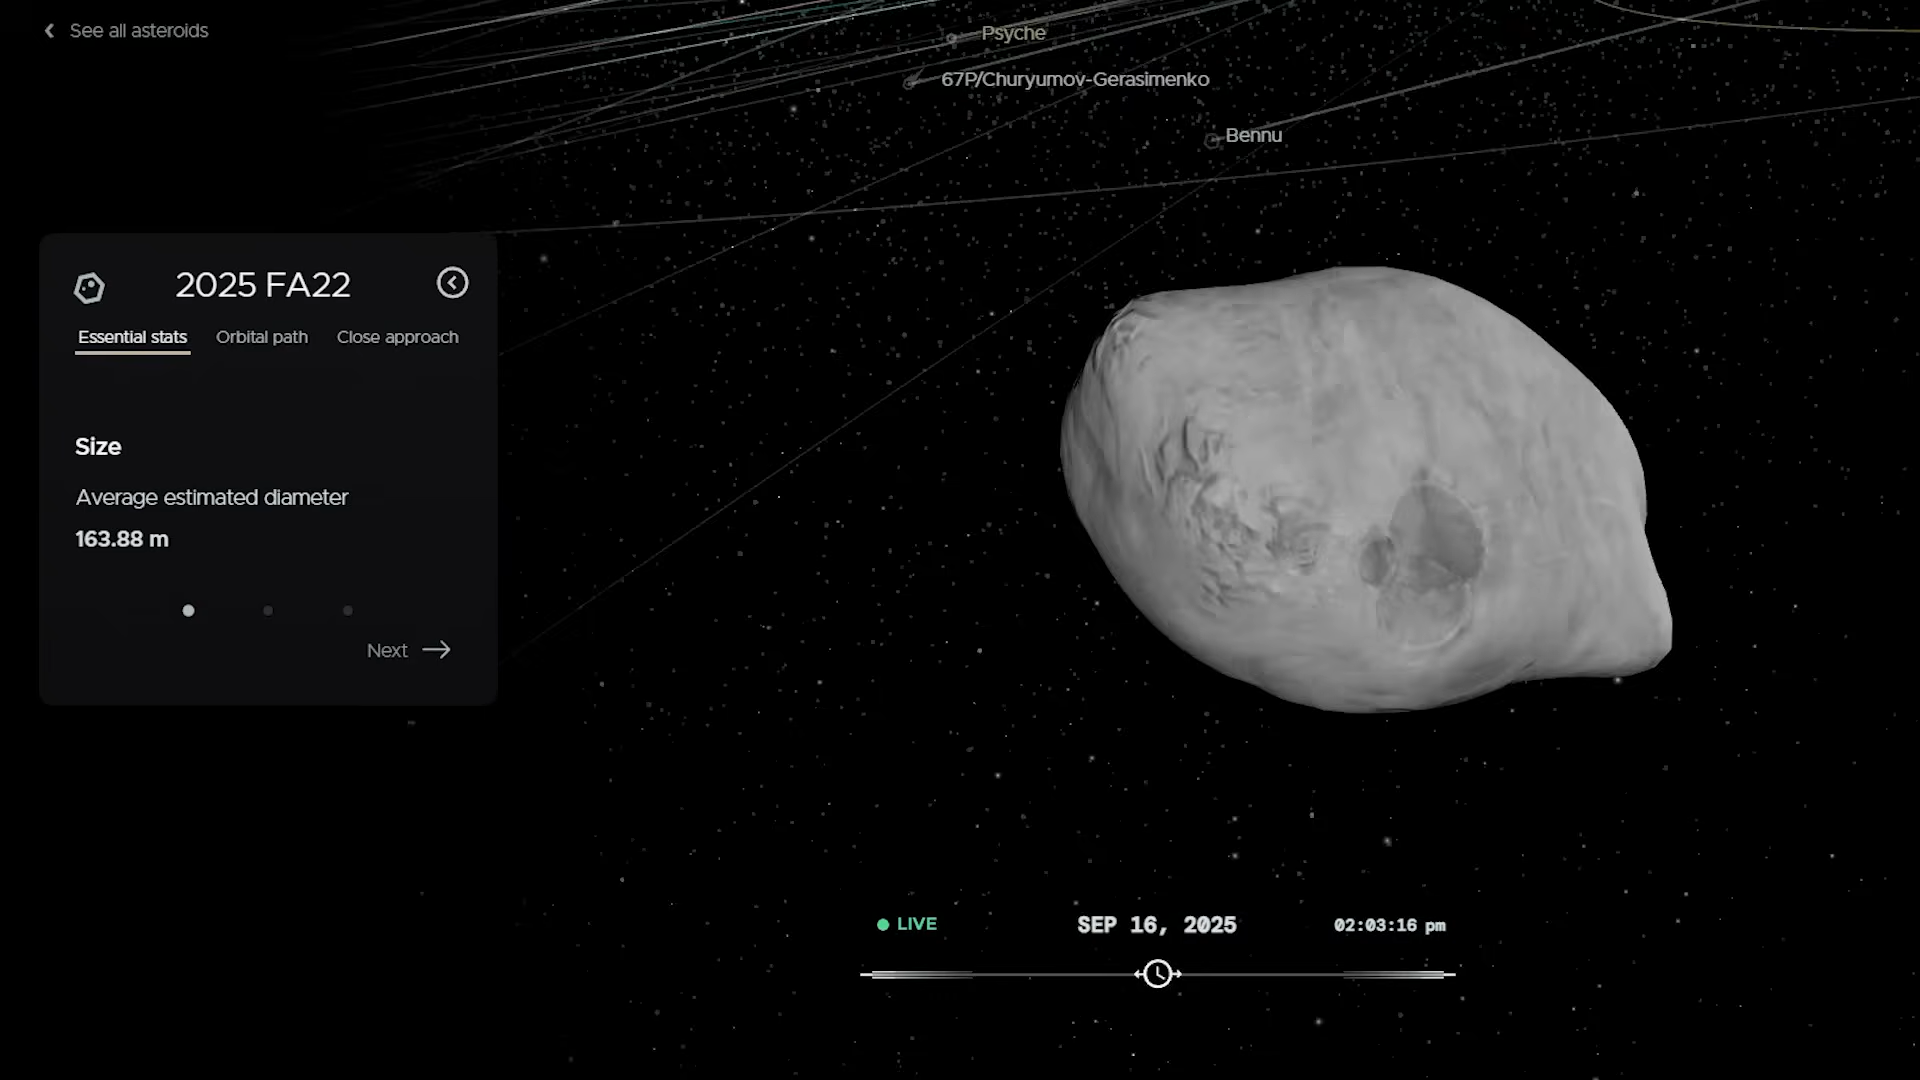 See all asteroids
Psyche
67P/Churyumov-Gerasimenko
Bennu
2025 FA22
Essential stats Orbital path Close approach
Size
Average estimated diameter
163.88 m
Next
LIVE SEP 16, 2025 02:03:16 pm